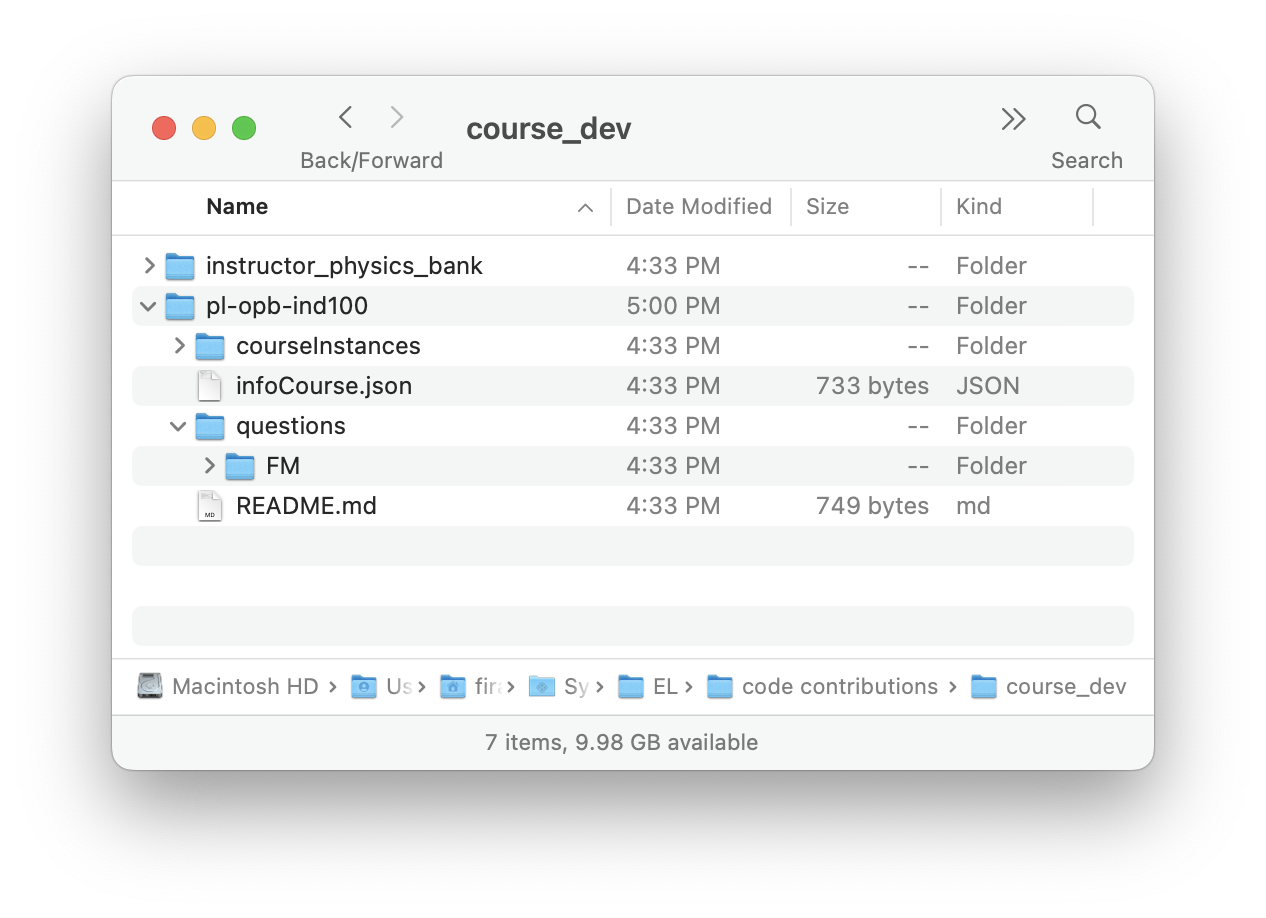 course_dev
Back/Forward
Search
Name Date Modified Size Kind
instructor_physics_bank 4:33 PM -- Folder
pl-opb-ind100 5:00 PM -- Folder
courseInstances 4:33 PM -- Folder
infoCourse.json 4:33 PM 733 bytes JSON
questions 4:33 PM -- Folder
FM 4:33 PM -- Folder
MD README.md 4:33 PM 749 bytes md
Macintosh HD › Us › fir › Sy › EL › code contributions › course_dev
7 items, 9.98 GB available